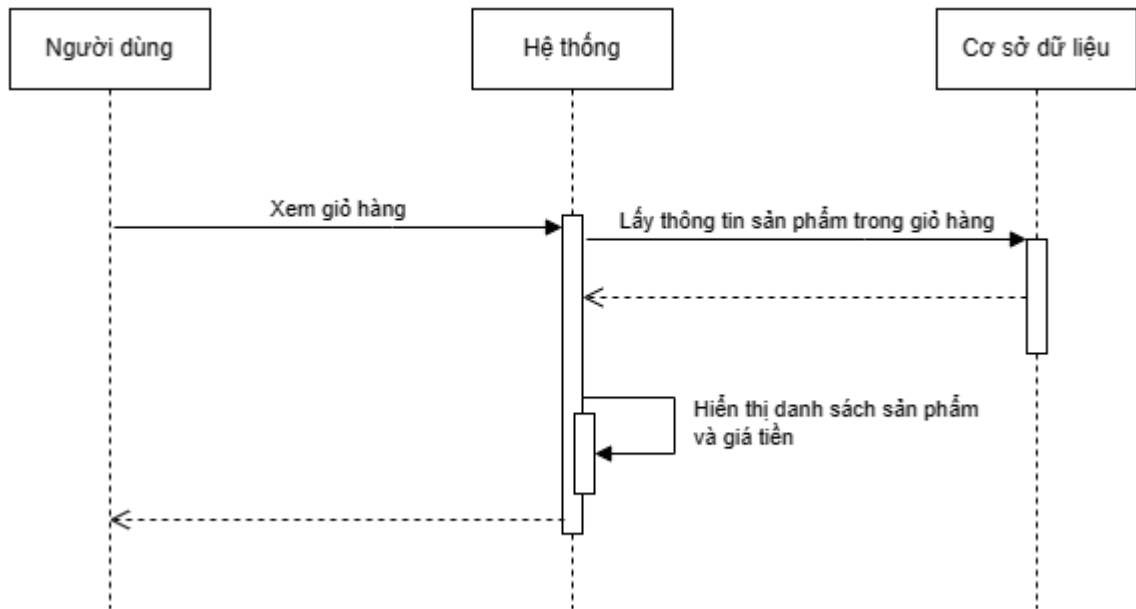 Người dùng
Hệ thống
Cơ sở dữ liệu
Xem giỏ hàng
Lấy thông tin sản phẩm trong giỏ hàng
Hiển thị danh sách sản phẩm
và giá tiền